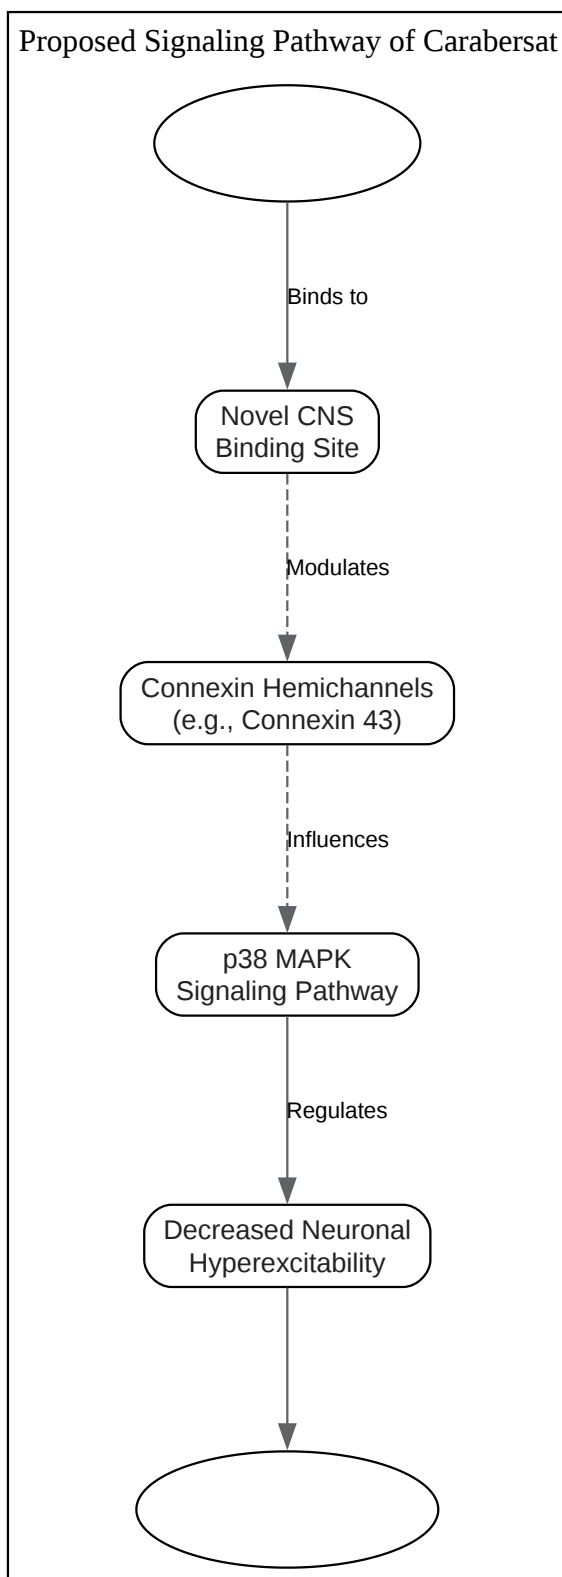 Proposed Signaling Pathway of Carabersat
Binds to
Novel CNS
Binding Site
Modulates
Connexin Hemichannels
(e.g., Connexin 43)
Influences
p38 MAPK
Signaling Pathway
Regulates
Decreased Neuronal
Hyperexcitability